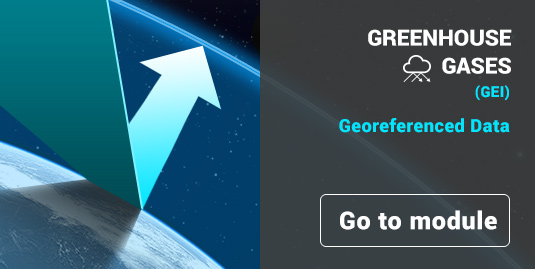 GREENHOUSE
GASES
(GEI)
Georeferenced Data
Go to module